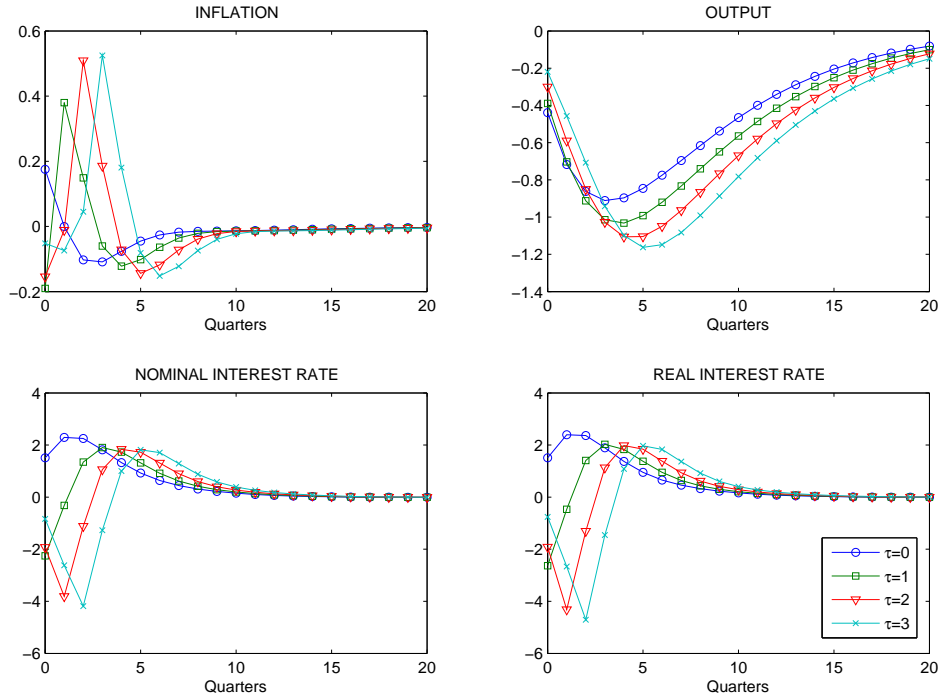 INFLATION
0.6
0.4
0.2
0
−0.2
0 5 10 15 20
Quarters
OUTPUT
0
−0.2
−0.4
−0.6
−0.8
−1.0
−1.2
−1.4
0 5 10 15 20
Quarters
NOMINAL INTEREST RATE
4
2
0
−2
−4
−6
0 5 10 15 20
Quarters
REAL INTEREST RATE
4
2
0
−2
−4
−6
0 5 10 15 20
Quarters
τ=0
τ=1
τ=2
τ=3